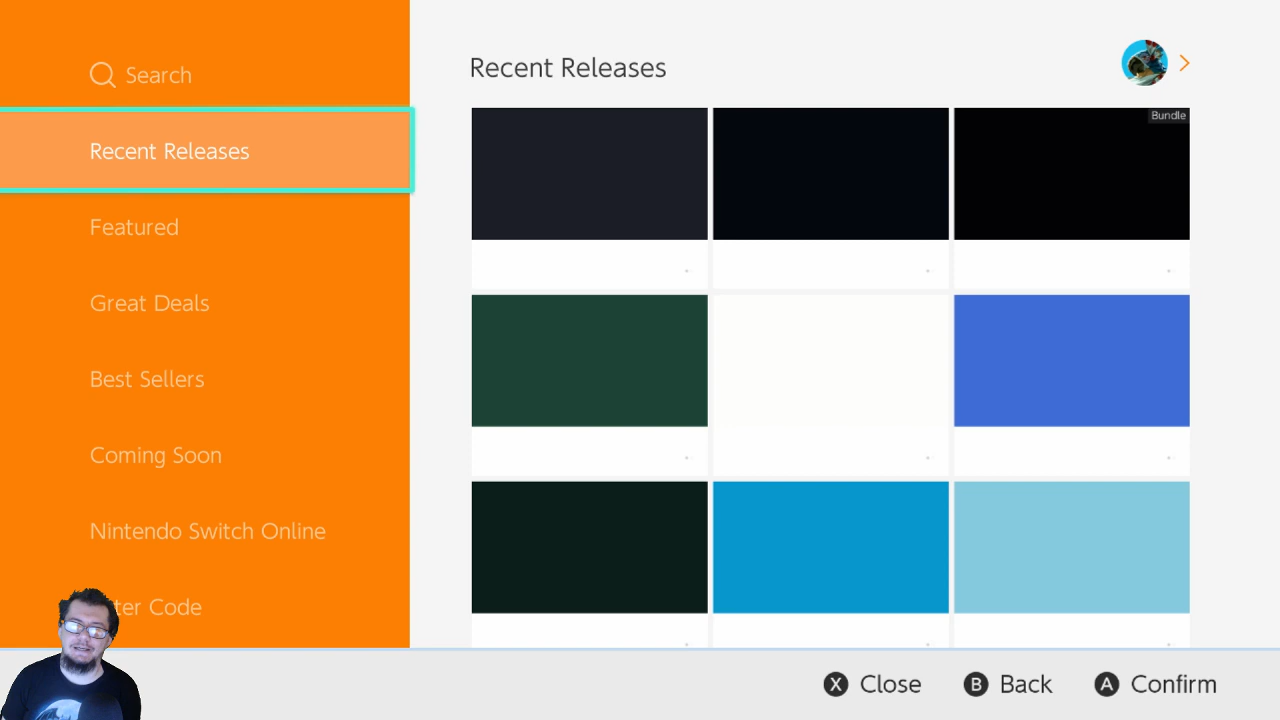 Search
Recent Releases
Featured
Great Deals
Best Sellers
Coming Soon
Nintendo Switch Online
Code
Recent Releases
Bundle
X Close
B Back
A Confirm